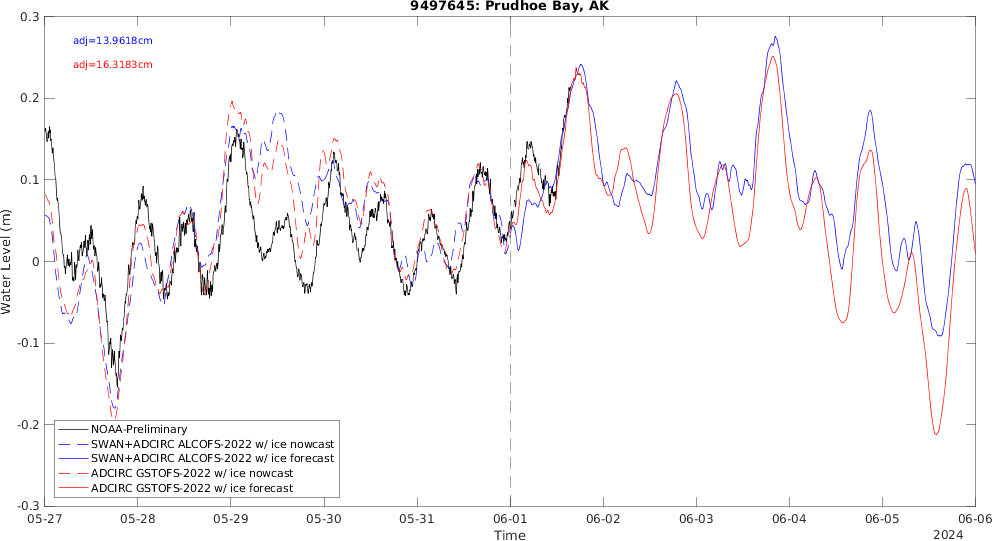 9497645: Prudhoe Bay, AK
0.3
adj=13.9618cm
adj=16.3183cm
0.2
0.1
0
-0.1
-0.2
-0.3
Water Level (m)
NOAA-Preliminary
SWAN+ADCIRC ALCOFS-2022 w/ ice nowcast
SWAN+ADCIRC ALCOFS-2022 w/ ice forecast
ADCIRC GSTOFS-2022 w/ ice nowcast
ADCIRC GSTOFS-2022 w/ ice forecast
05-27 05-28 05-29 05-30 05-31 06-01 06-02 06-03 06-04 06-05 06-06
Time
2024